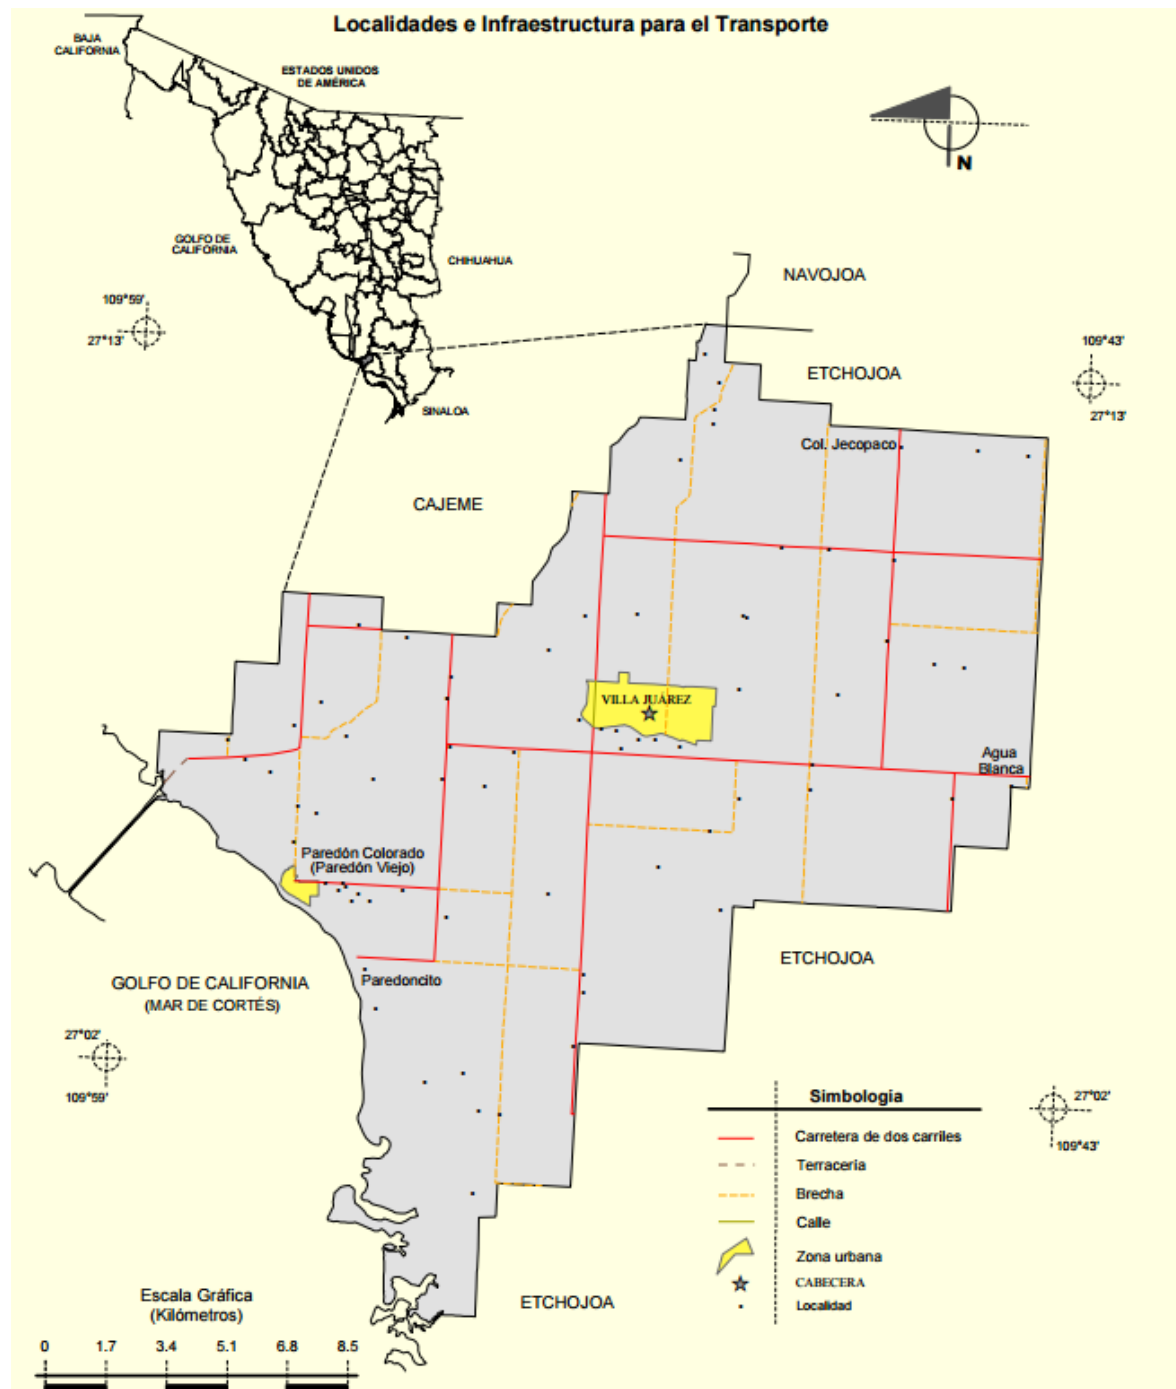 Localidades e Infraestructura para el Transporte
BAJA
CALIFORNIA
ESTADOS UNIDOS
DE AMÉRICA
N
GOLFO DE
CALIFORNIA
CHIHUAHUA
NAVOJOA
109°59'
27°13'
109°43'
27°13'
ETCHOJOA
SINALOA
Col. Jecopaco
CAJEME
VILLA JUÁREZ
Agua
Blanca
Paredón Colorado
(Paredón Viejo)
Paredoncito
ETCHOJOA
GOLFO DE CALIFORNIA
(MAR DE CORTÉS)
27°02'
109°59'
27°02'
109°43'
Simbologia
Carretera de dos carriles
Terracería
Brecha
Calle
Zona urbana
CABECERA
Localidad
ETCHOJOA
Escala Gráfica
(Kilómetros)
0 1.7 3.4 5.1 6.8 8.5